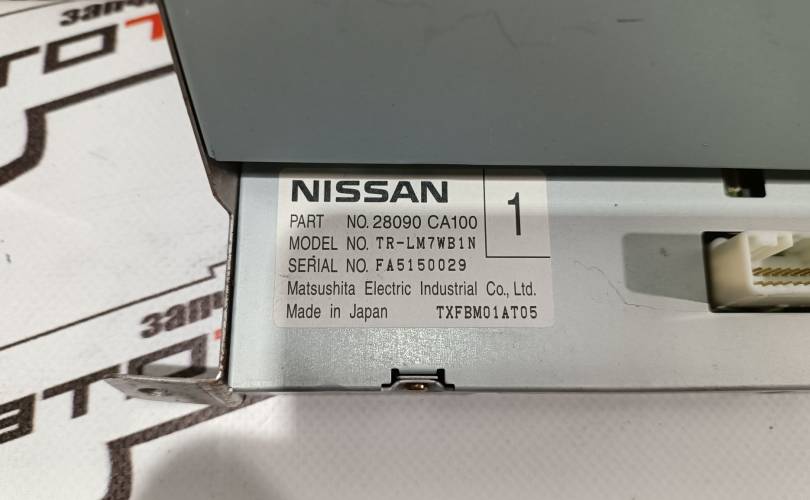 NISSAN
1
PART NO. 28090 CA100
MODEL NO. TR-LM7WB1N
SERIAL NO. FA5150029
Matsushita Electric Industrial Co., Ltd.
Made in Japan TXFBM01AT05